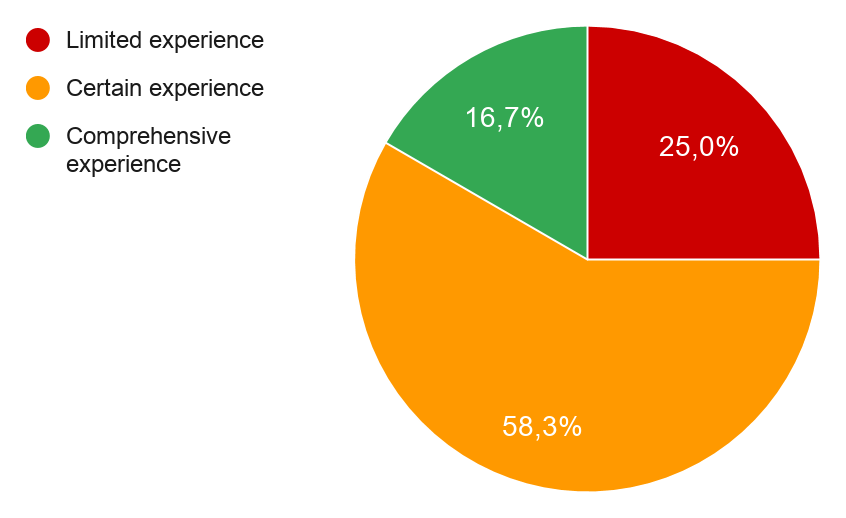 Limited experience
Certain experience
Comprehensive
experience
16,7%
25,0%
58,3%